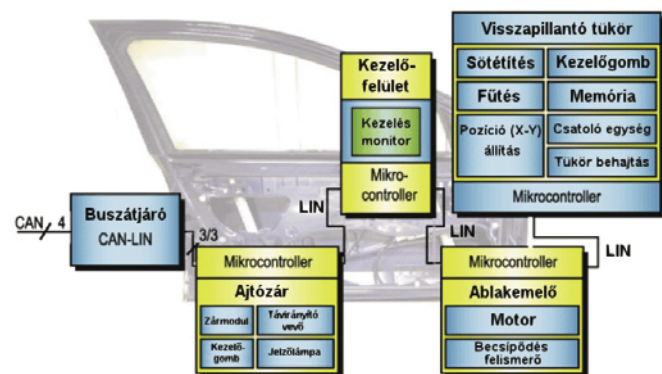 Visszapillantó tükör
Sötétítés
Kezelőgomb
Fűtés
Memória
Pozíció (X-Y)
állítás
Csatoló egység
Tükör behajtás
Mikrocontroller
Kezelő-
felület
Kezelés
monitor
Mikro-
controller
LIN
LIN
LIN
CAN 4
Buszátjáró
CAN-LIN
3/3
Mikrocontroller
Ajtózár
Zármodul
Távirányító
vevő
Kezelő-
gomb
Jelzőlámpa
Mikrocontroller
Ablakemelő
Motor
Becsípődés
felismerő